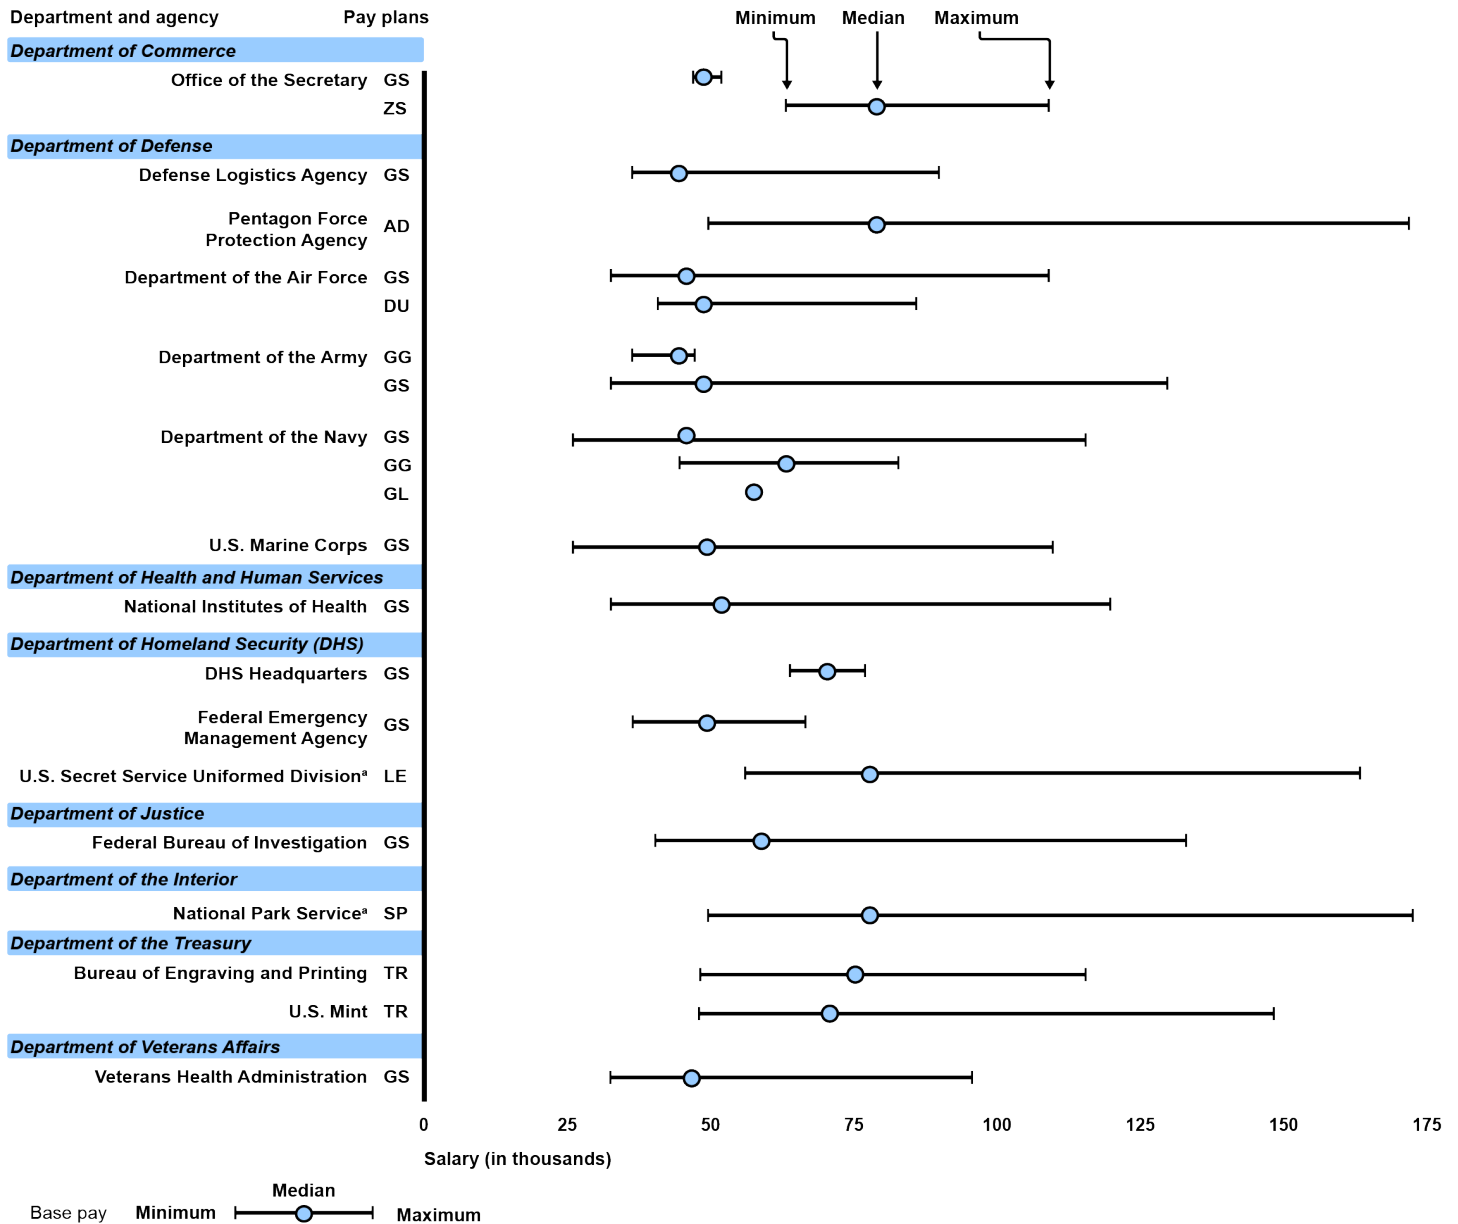 Department and agency Pay plans Minimum Median Maximum
Department of Commerce
Office of the Secretary GS
ZS
Department of Defense
Defense Logistics Agency GS
Pentagon Force
Protection Agency AD
Department of the Air Force GS
DU
Department of the Army GG
GS
Department of the Navy GS
GG
GL
U.S. Marine Corps GS
Department of Health and Human Services
National Institutes of Health GS
Department of Homeland Security (DHS)
DHS Headquarters GS
Federal Emergency
Management Agency GS
U.S. Secret Service Uniformed Divisionᵃ LE
Department of Justice
Federal Bureau of Investigation GS
Department of the Interior
National Park Serviceᵃ SP
Department of the Treasury
Bureau of Engraving and Printing TR
U.S. Mint TR
Department of Veterans Affairs
Veterans Health Administration GS
0 25 50 75 100 125 150 175
Salary (in thousands)
Median
Base pay Minimum Maximum